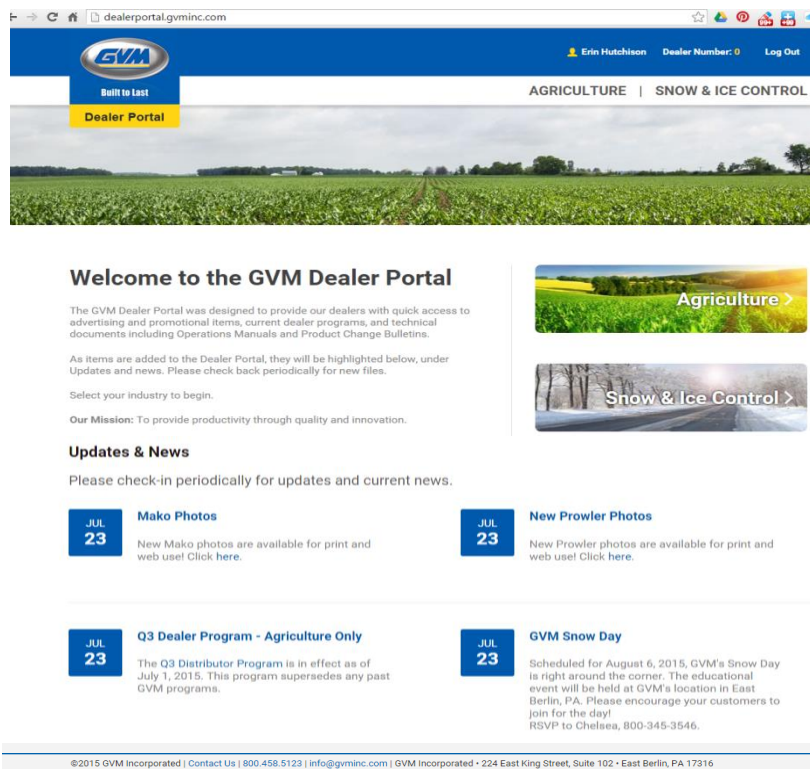 dealerportal.gvminc.com
GVM
Erin Hutchison Dealer Number: 0 Log Out
Built to Last
AGRICULTURE | SNOW & ICE CONTROL
Dealer Portal
Welcome to the GVM Dealer Portal
The GVM Dealer Portal was designed to provide our dealers with quick access to
advertising and promotional items, current dealer programs, and technical
documents including Operations Manuals and Product Change Bulletins.
As items are added to the Dealer Portal, they will be highlighted below, under
Updates and news. Please check back periodically for new files.
Select your industry to begin.
Our Mission: To provide productivity through quality and innovation.
Agriculture >
Snow & Ice Control >
Updates & News
Please check-in periodically for updates and current news.
JUL
23
Mako Photos
New Mako photos are available for print and
web use! Click here.
JUL
23
New Prowler Photos
New Prowler photos are available for print and
web use! Click here.
JUL
23
Q3 Dealer Program - Agriculture Only
The Q3 Distributor Program is in effect as of
July 1, 2015. This program supersedes any past
GVM programs.
JUL
23
GVM Snow Day
Scheduled for August 6, 2015, GVM's Snow Day
is right around the corner. The educational
event will be held at GVM's location in East
Berlin, PA. Please encourage your customers to
join for the day!
RSVP to Chelsea, 800-345-3546.
©2015 GVM Incorporated | Contact Us | 800.458.5123 | info@gvminc.com | GVM Incorporated • 224 East King Street, Suite 102 • East Berlin, PA 17316